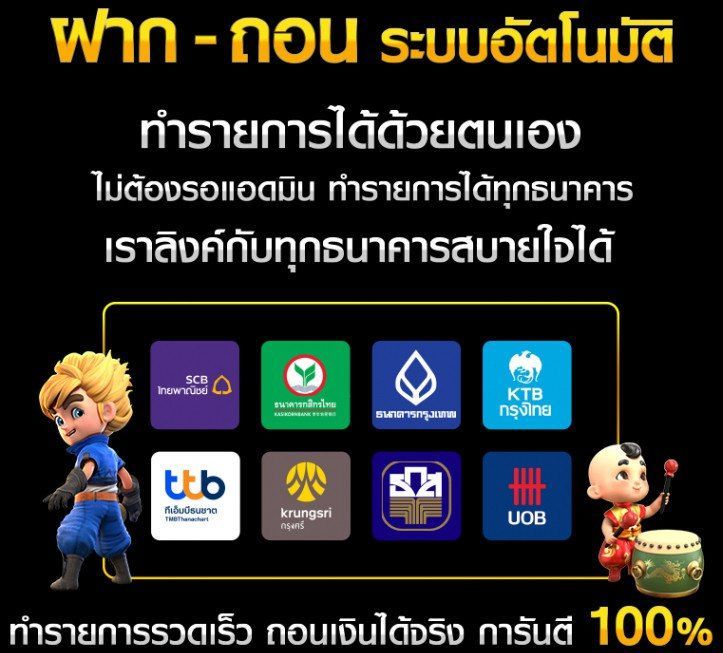 ฝาก - ถอน ระบบอัตโนมัติ
ทำรายการได้ด้วยตนเอง
ไม่ต้องรอแอดมิน ทำรายการได้ทุกธนาคาร
เราลิงค์กับทุกธนาคารสบายใจได้
SCB
ไทยพาณิชย์
ธนาคารกสิกรไทย
KASIKORNBANK
ธนาคารกรุงเทพ
KTB
กรุงไทย
ttb
ทีเอ็มบีธนชาต
TMBThanachart
krungsri
กรุงศรี
ธกส
UOB
ทำรายการรวดเร็ว ถอนเงินได้จริง การันตี 100%